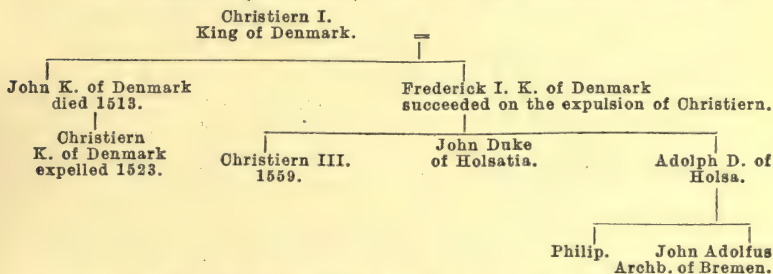 Christiern I.
King of Denmark.
John K. of Denmark
died 1513.
Frederick I. K. of Denmark
succeeded on the expulsion of Christiern.
Christiern
K. of Denmark
expelled 1523.
Christiern III.
1559.
John Duke
of Holsatia.
Adolph D. of
Holsa.
Philip.
John Adolfus
Archb. of Bremen.